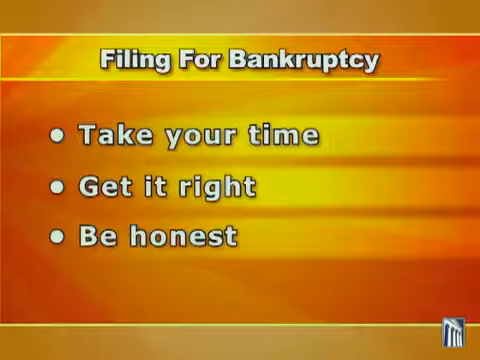 Filing For Bankruptcy
• Take your time
• Get it right
• Be honest